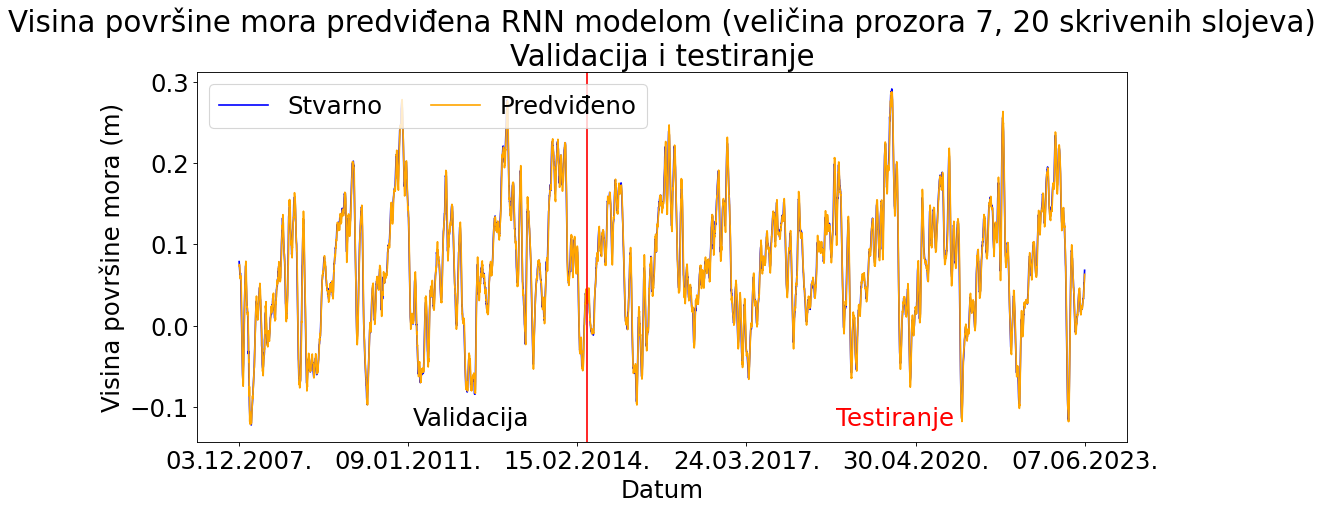 Visina površine mora predviđena RNN modelom (veličina prozora 7, 20 skrivenih slojeva)
Validacija i testiranje
Visina površine mora (m)
0.3
0.2
0.1
0.0
−0.1
Stvarno
Predviđeno
Validacija
Testiranje
03.12.2007.
09.01.2011.
15.02.2014.
24.03.2017.
30.04.2020.
07.06.2023.
Datum